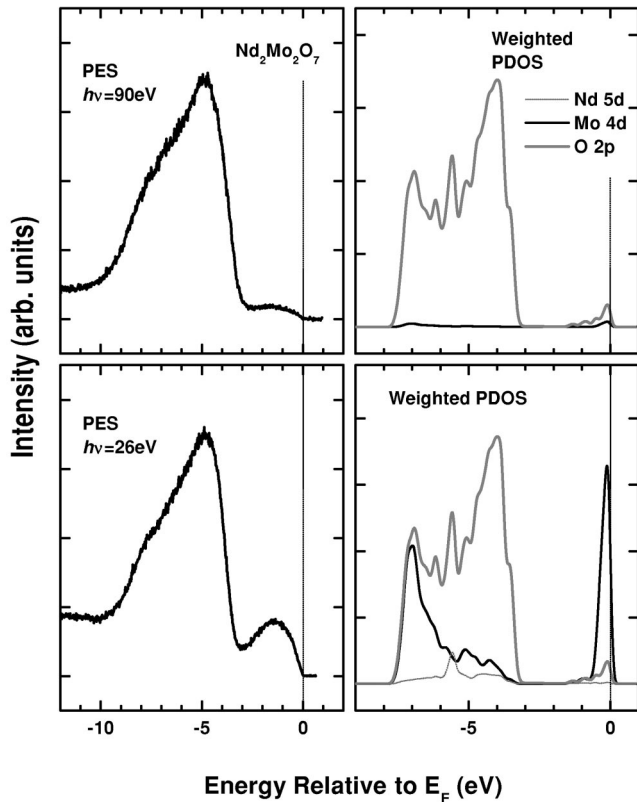 Nd₂Mo₂O₇
PES
hν=90eV
Weighted
PDOS
Nd 5d
Mo 4d
O 2p
PES
hν=26eV
Weighted PDOS
Intensity (arb. units)
-10 -5 0
-5 0
Energy Relative to E_F (eV)